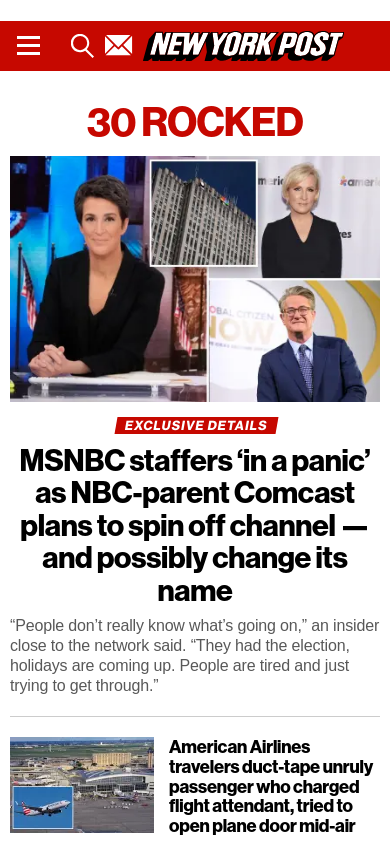 NEW YORK POST
30 ROCKED
OBAL CITIZEN
NOW
EXCLUSIVE DETAILS
MSNBC staffers ‘in a panic’
as NBC-parent Comcast
plans to spin off channel —
and possibly change its
name
“People don’t really know what’s going on,” an insider
close to the network said. “They had the election,
holidays are coming up. People are tired and just
trying to get through.”
American Airlines
travelers duct-tape unruly
passenger who charged
flight attendant, tried to
open plane door mid-air